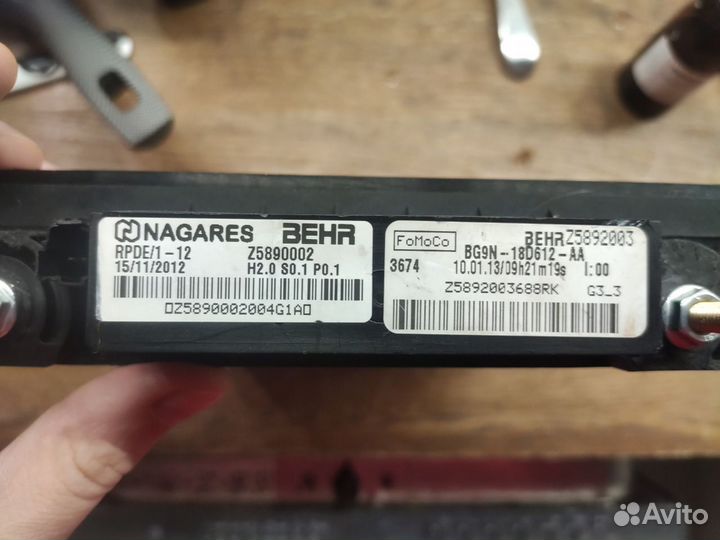 NAGARES BEHR
RPDE/1-12 Z5890002
15/11/2012 H2.0 S0.1 P0.1
▯Z5890002004G1A▯
FoMoCo BEHR Z5892003
BG9N-18D612-AA
3674 10.01.13/09h21m19s I:00
Z5892003688RK G3_3
Avito